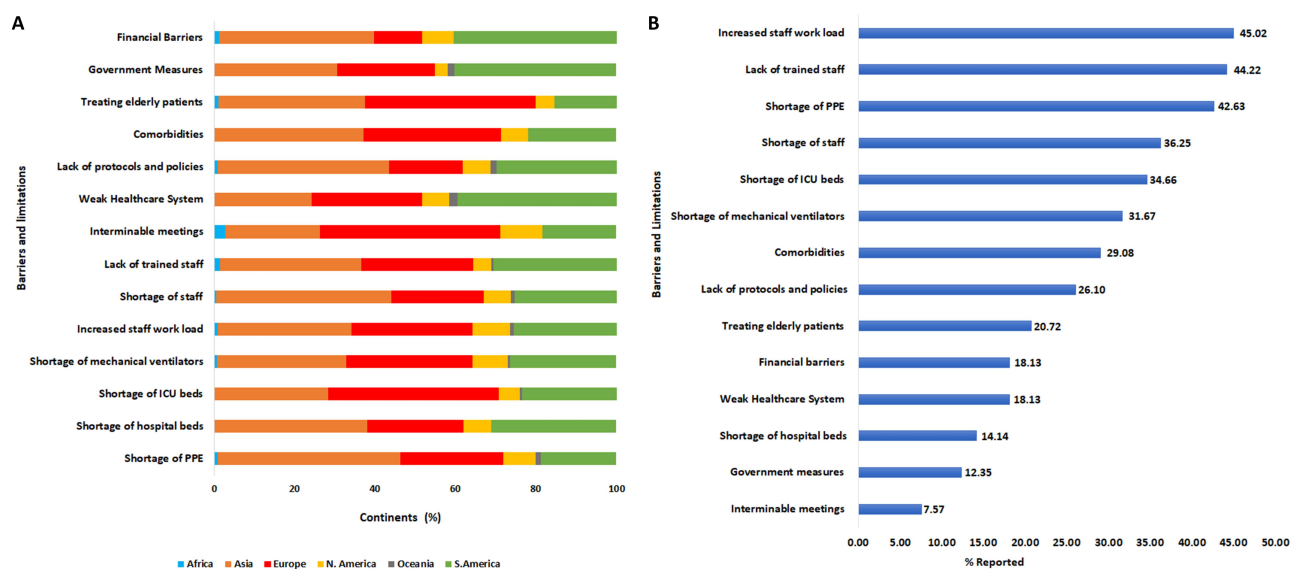 A
Financial Barriers
Government Measures
Treating elderly patients
Comorbidities
Lack of protocols and policies
Weak Healthcare System
Interminable meetings
Lack of trained staff
Shortage of staff
Increased staff work load
Shortage of mechanical ventilators
Shortage of ICU beds
Shortage of hospital beds
Shortage of PPE
Barriers and limitations
0 20 40 60 80 100
Continents (%)
Africa Asia Europe N. America Oceania S.America
B
Increased staff work load 45.02
Lack of trained staff 44.22
Shortage of PPE 42.63
Shortage of staff 36.25
Shortage of ICU beds 34.66
Shortage of mechanical ventilators 31.67
Comorbidities 29.08
Lack of protocols and policies 26.10
Treating elderly patients 20.72
Financial barriers 18.13
Weak Healthcare System 18.13
Shortage of hospital beds 14.14
Government measures 12.35
Interminable meetings 7.57
Barriers and Limitations
0.00 5.00 10.00 15.00 20.00 25.00 30.00 35.00 40.00 45.00 50.00
% Reported